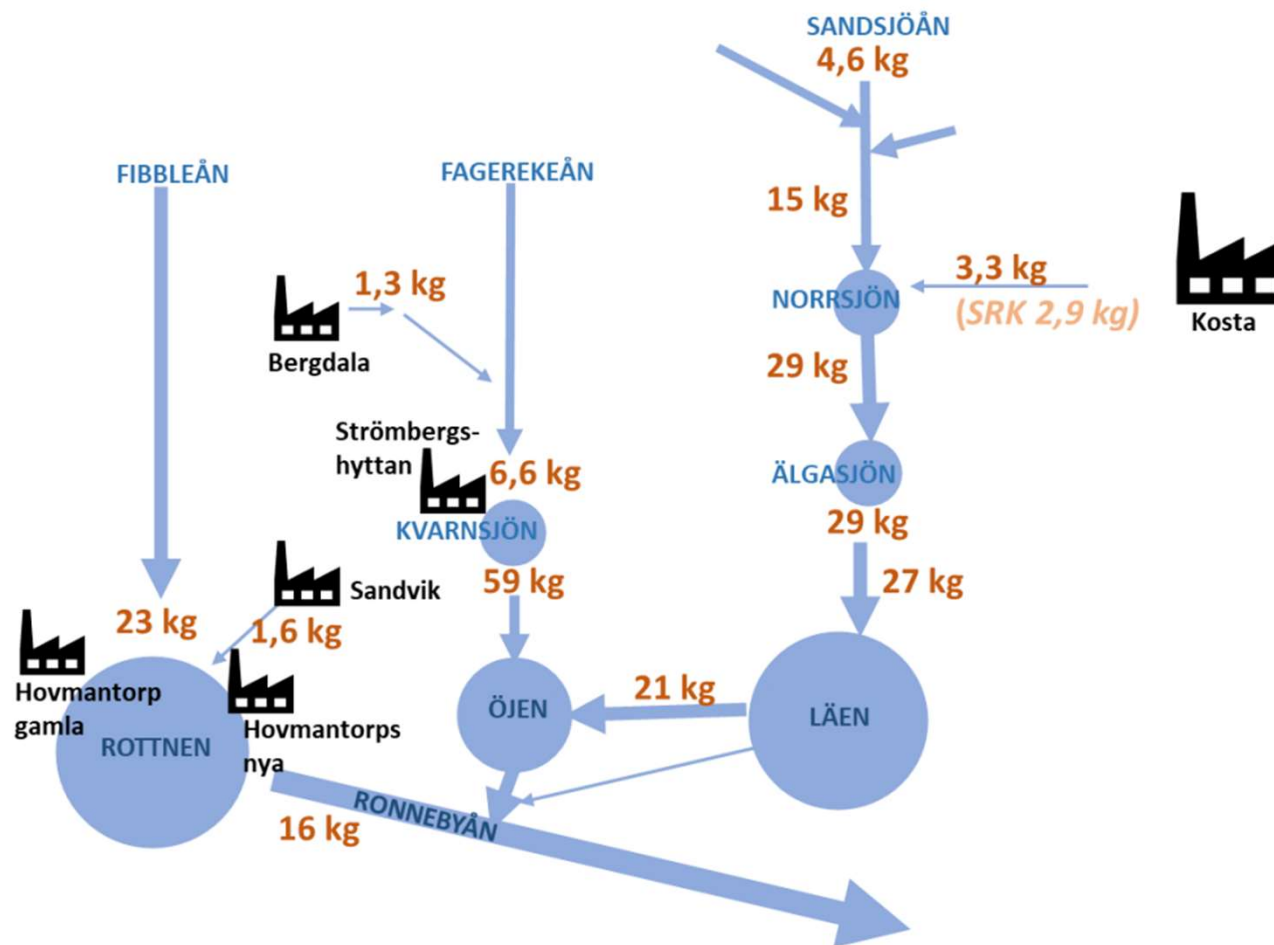 SANDSJÖÅN
4,6 kg
FIBBLEÅN
FAGEREKEÅN
15 kg
1,3 kg
Bergdala
NORRSJÖN
3,3 kg
(SRK 2,9 kg)
Kosta
29 kg
Strömbergs-
hyttan
6,6 kg
KVARNSJÖN
ÄLGASJÖN
29 kg
59 kg
27 kg
Sandvik
23 kg
1,6 kg
Hovmantorp
gamla
ROTTNEN
Hovmantorps
nya
ÖJEN
21 kg
LÄEN
RONNEBYÅN
16 kg